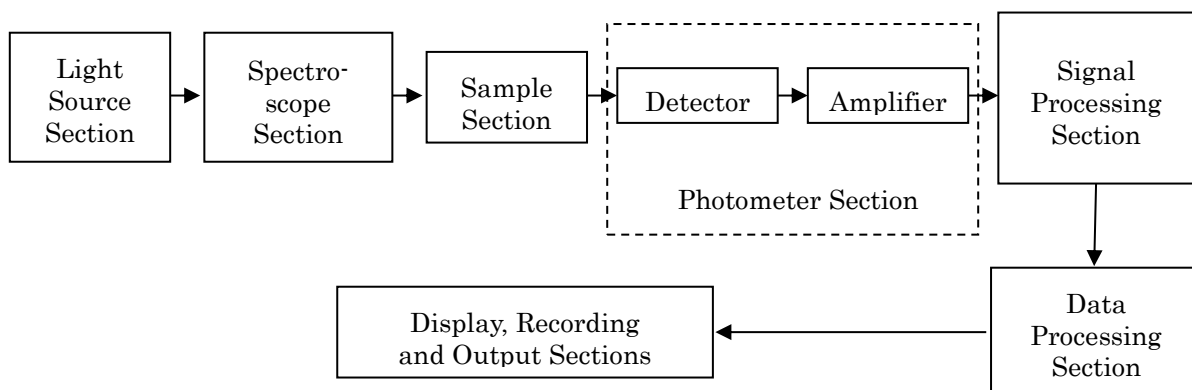 Light
Source
Section
Spectro-
scope
Section
Sample
Section
Detector
Amplifier
Photometer Section
Signal
Processing
Section
Data
Processing
Section
Display, Recording
and Output Sections